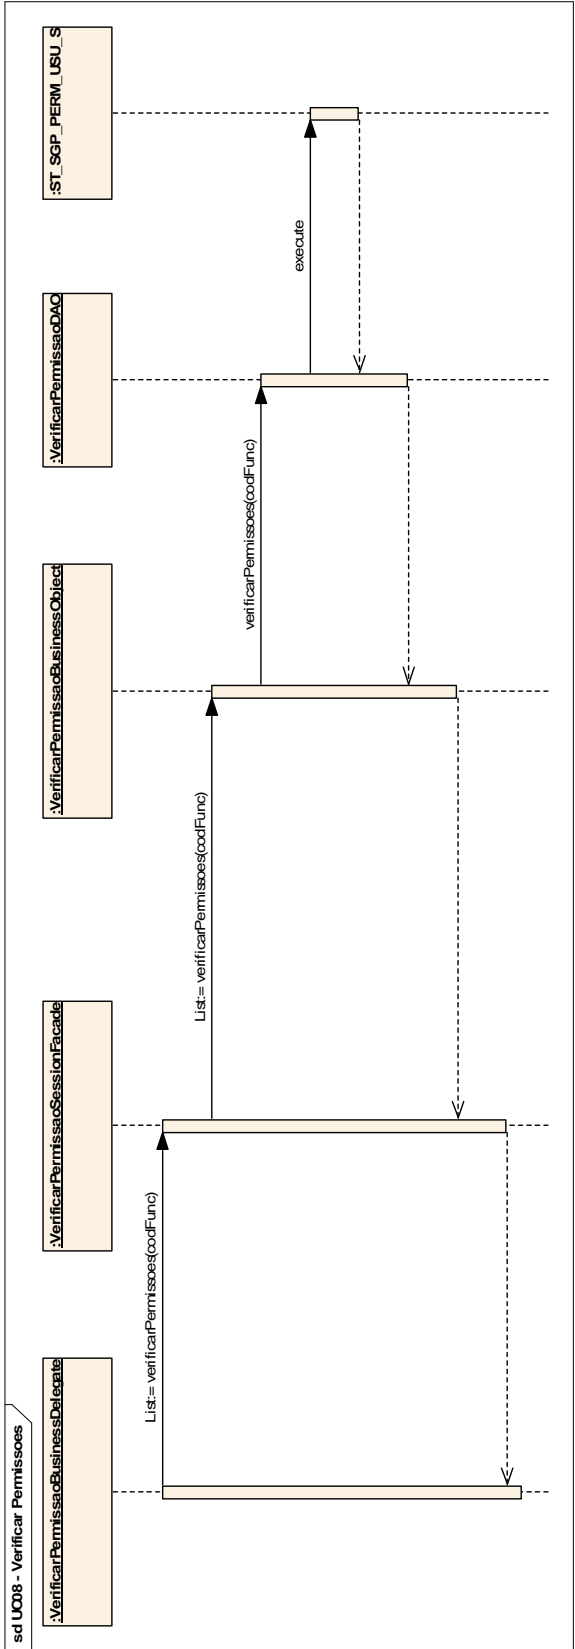 sd UC08 - Verificar Permissoes
:VerificarPermissaoBusinessDelegate
:VerificarPermissaoSessionFacade
:VerificarPermissaoBusinessObject
:VerificarPermissaoDAO
:ST_SGP_PERM_USU_S
List:= verificarPermissoes(codFunc)
List:= verificarPermissoes(codFunc)
verificarPermissoes(codFunc)
execute